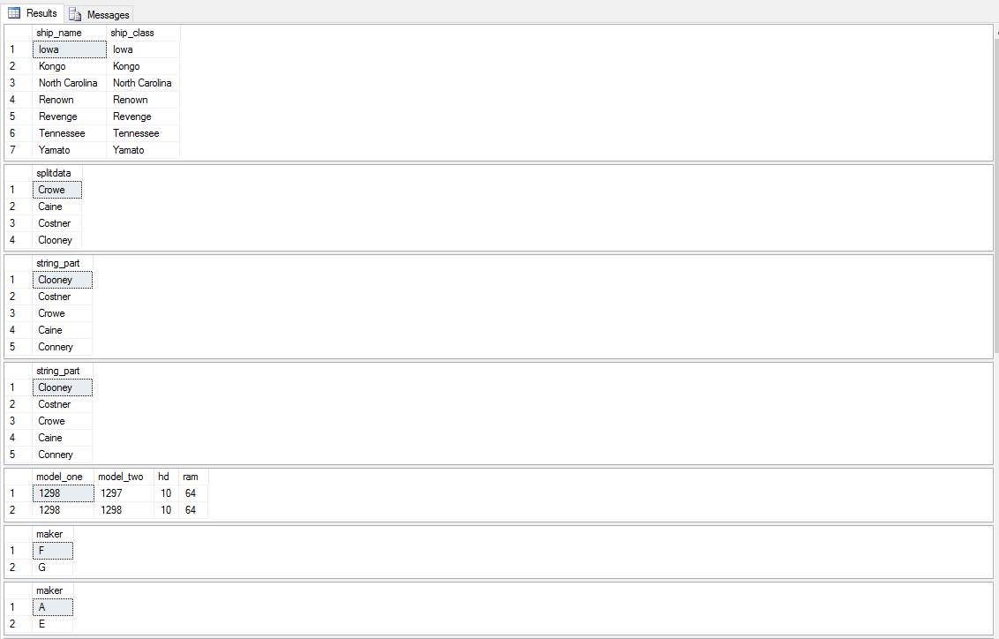 Results Messages
ship_name ship_class
1 Iowa Iowa
2 Kongo Kongo
3 North Carolina North Carolina
4 Renown Renown
5 Revenge Revenge
6 Tennessee Tennessee
7 Yamato Yamato
splitdata
1 Crowe
2 Caine
3 Costner
4 Clooney
string_part
1 Clooney
2 Costner
3 Crowe
4 Caine
5 Connery
string_part
1 Clooney
2 Costner
3 Crowe
4 Caine
5 Connery
model_one model_two hd ram
1 1298 1297 10 64
2 1298 1298 10 64
maker
1 F
2 G
maker
1 A
2 E